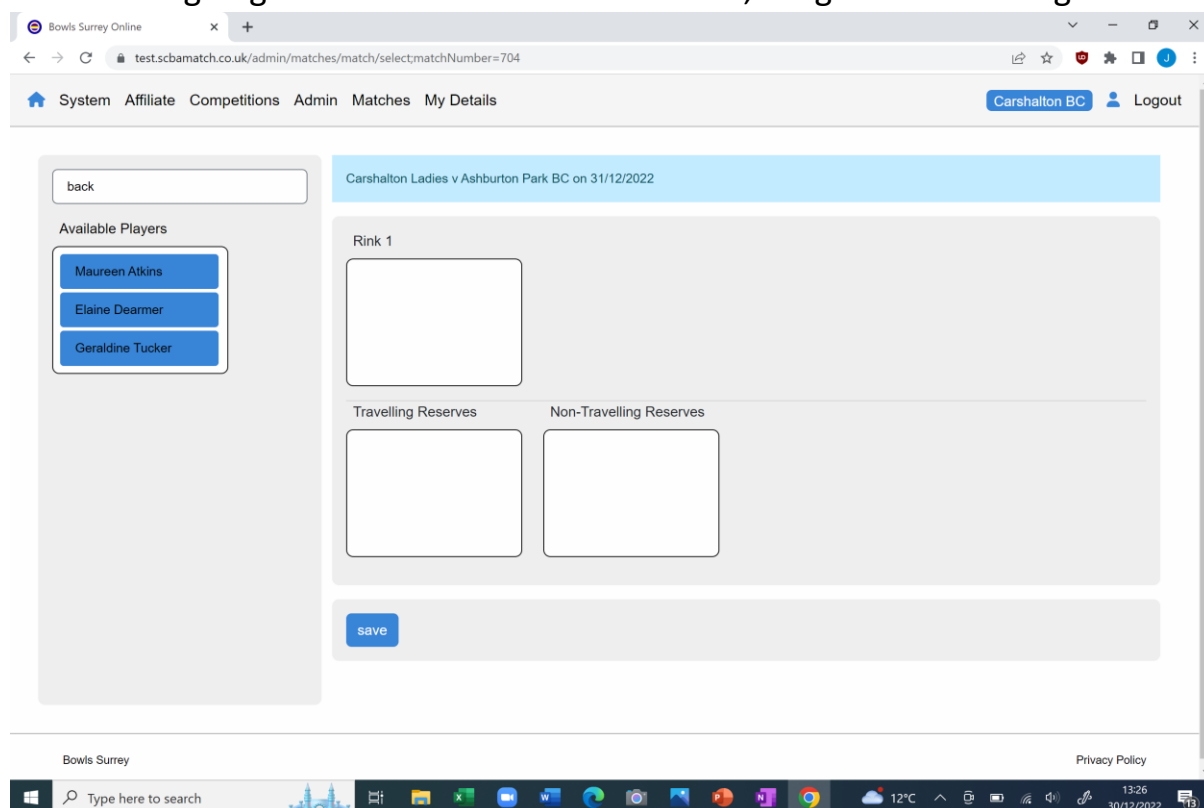 Bowls Surrey Online
test.scbamatch.co.uk/admin/matches/match/select;matchNumber=704
System Affiliate Competitions Admin Matches My Details Carshalton BC Logout
back
Carshalton Ladies v Ashburton Park BC on 31/12/2022
Available Players
Maureen Atkins
Elaine Dearmer
Geraldine Tucker
Rink 1
Travelling Reserves Non-Travelling Reserves
save
Bowls Surrey Privacy Policy
Type here to search 12°C 13:26
30/12/2022